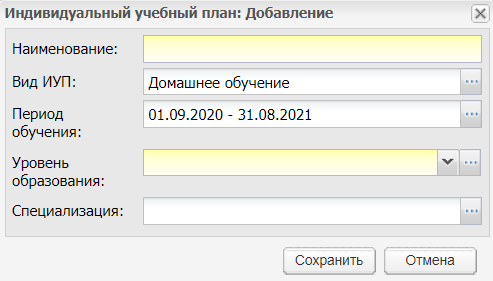 Индивидуальный учебный план: Добавление
Наименование:
Вид ИУП: Домашнее обучение
Период
обучения: 01.09.2020 - 31.08.2021
Уровень
образования:
Специализация:
Сохранить Отмена